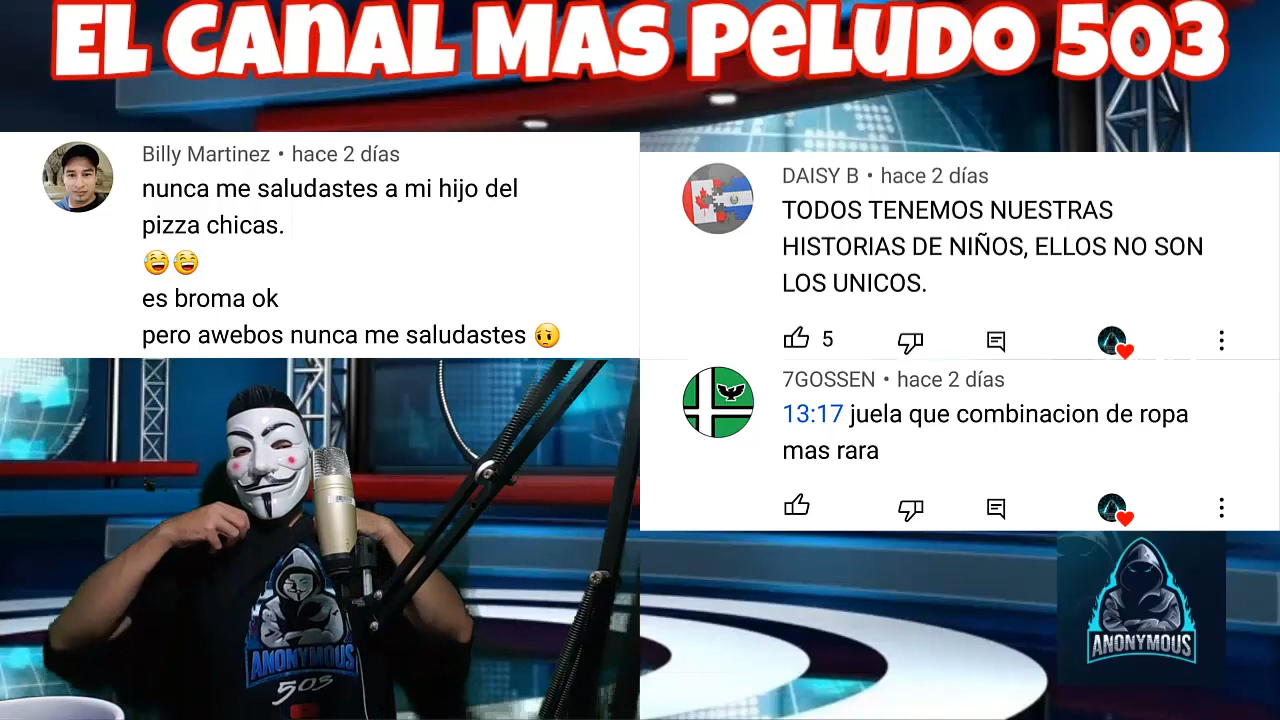 EL CANAL MAS PELUDO 503
Billy Martinez • hace 2 días
nunca me saludastes a mi hijo del
pizza chicas.
😅😅
es broma ok
pero awebos nunca me saludastes 😔
DAISY B • hace 2 días
TODOS TENEMOS NUESTRAS
HISTORIAS DE NIÑOS, ELLOS NO SON
LOS UNICOS.
5
7GOSSEN • hace 2 días
13:17 juela que combinacion de ropa
mas rara
ANONYMOUS
503
ANONYMOUS